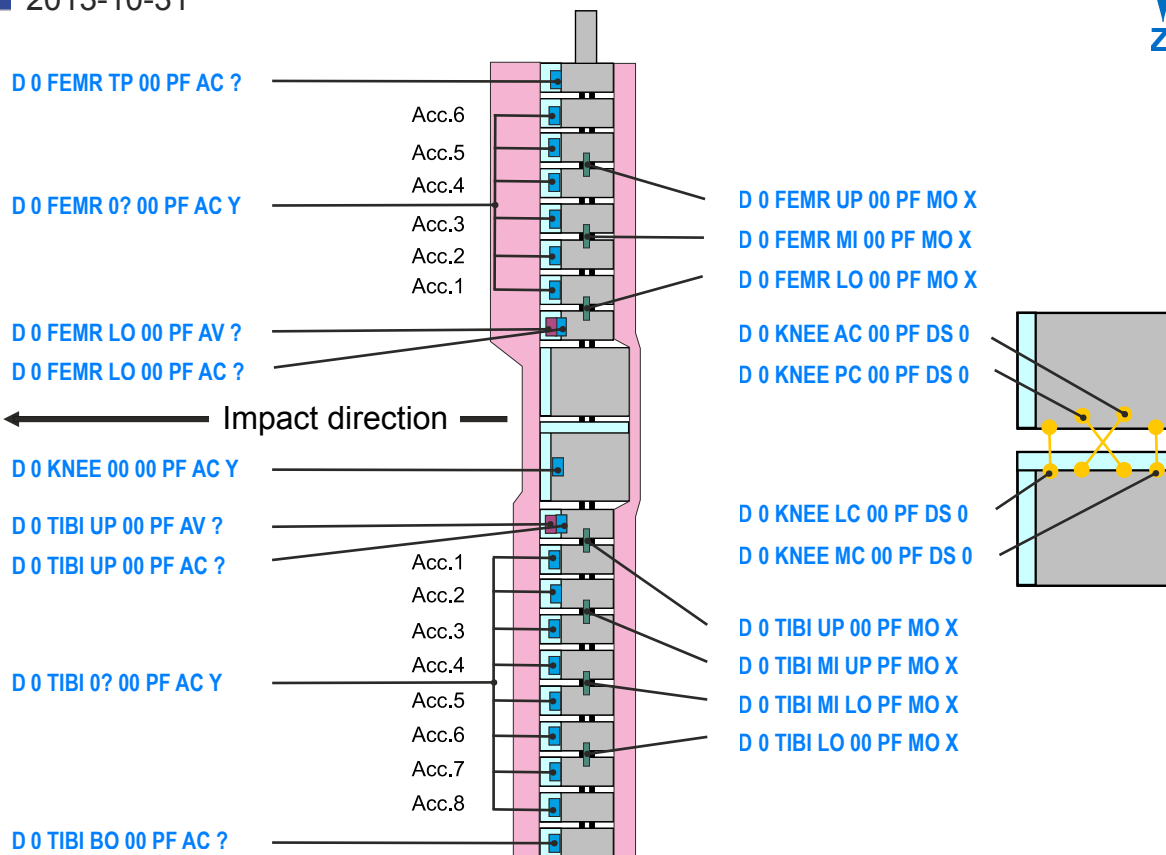 2013-10-31
Z
D 0 FEMR TP 00 PF AC ?
Acc.6
Acc.5
Acc.4
D 0 FEMR 0? 00 PF AC Y
Acc.3
Acc.2
Acc.1
D 0 FEMR LO 00 PF AV ?
D 0 FEMR LO 00 PF AC ?
Impact direction
D 0 KNEE 00 00 PF AC Y
D 0 TIBI UP 00 PF AV ?
D 0 TIBI UP 00 PF AC ?
Acc.1
Acc.2
Acc.3
Acc.4
D 0 TIBI 0? 00 PF AC Y
Acc.5
Acc.6
Acc.7
Acc.8
D 0 TIBI BO 00 PF AC ?
D 0 FEMR UP 00 PF MO X
D 0 FEMR MI 00 PF MO X
D 0 FEMR LO 00 PF MO X
D 0 KNEE AC 00 PF DS 0
D 0 KNEE PC 00 PF DS 0
D 0 KNEE LC 00 PF DS 0
D 0 KNEE MC 00 PF DS 0
D 0 TIBI UP 00 PF MO X
D 0 TIBI MI UP PF MO X
D 0 TIBI MI LO PF MO X
D 0 TIBI LO 00 PF MO X